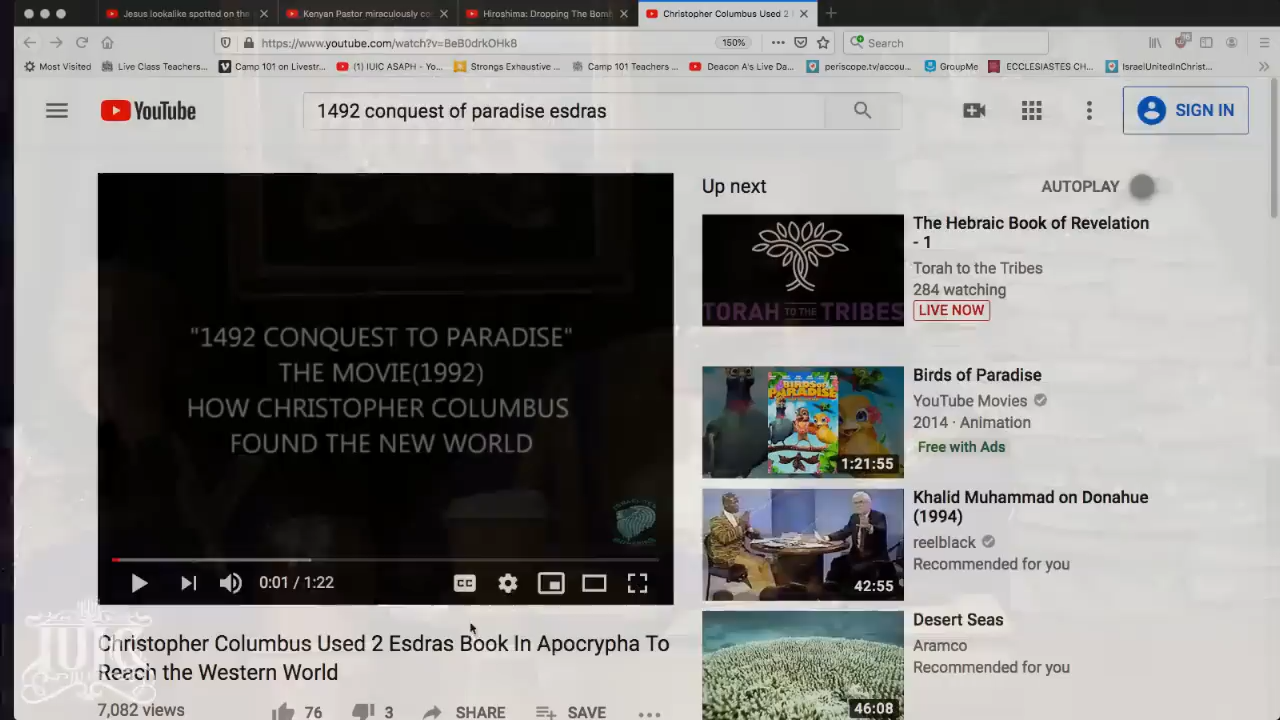 Jesus lookalike spotted on the
Kenyan Pastor miraculously co
Hiroshima: Dropping The Bomb
Christopher Columbus Used 2
https://www.youtube.com/watch?v=BeB0drkOHk8
150%
Search
Most Visited
Live Class Teachers...
Camp 101 on Livestr...
(1) IUIC ASAPH – Yo...
Strongs Exhaustive ...
Camp 101 Teachers ...
Deacon A's Live Da...
periscope.tv/accou...
GroupMe
ECCLESIASTES CH...
IsraelUnitedInChrist...
YouTube
1492 conquest of paradise esdras
SIGN IN
"1492 CONQUEST TO PARADISE"
THE MOVIE(1992)
HOW CHRISTOPHER COLUMBUS
FOUND THE NEW WORLD
0:01 / 1:22
CC
Christopher Columbus Used 2 Esdras Book In Apocrypha To
Reach the Western World
7,082 views
76
3
SHARE
SAVE
IUIC
Up next
AUTOPLAY
TORAH TO THE TRIBES
The Hebraic Book of Revelation
- 1
Torah to the Tribes
284 watching
LIVE NOW
BIRDS OF
PARADISE
1:21:55
Birds of Paradise
YouTube Movies
2014 · Animation
Free with Ads
42:55
Khalid Muhammad on Donahue
(1994)
reelblack
Recommended for you
46:08
Desert Seas
Aramco
Recommended for you